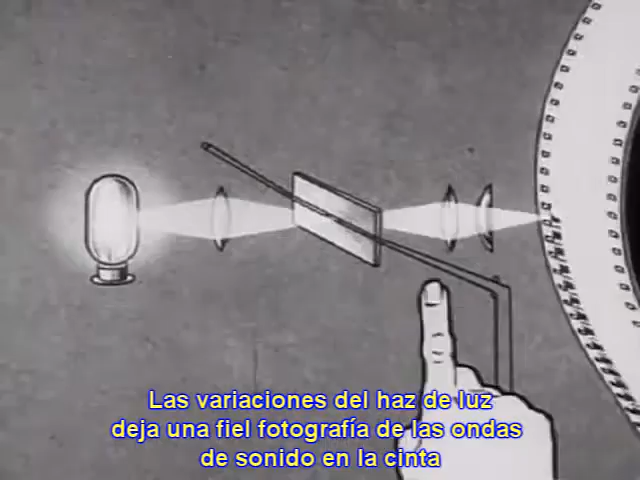 Las variaciones del haz de luz
deja una fiel fotografía de las ondas
de sonido en la cinta